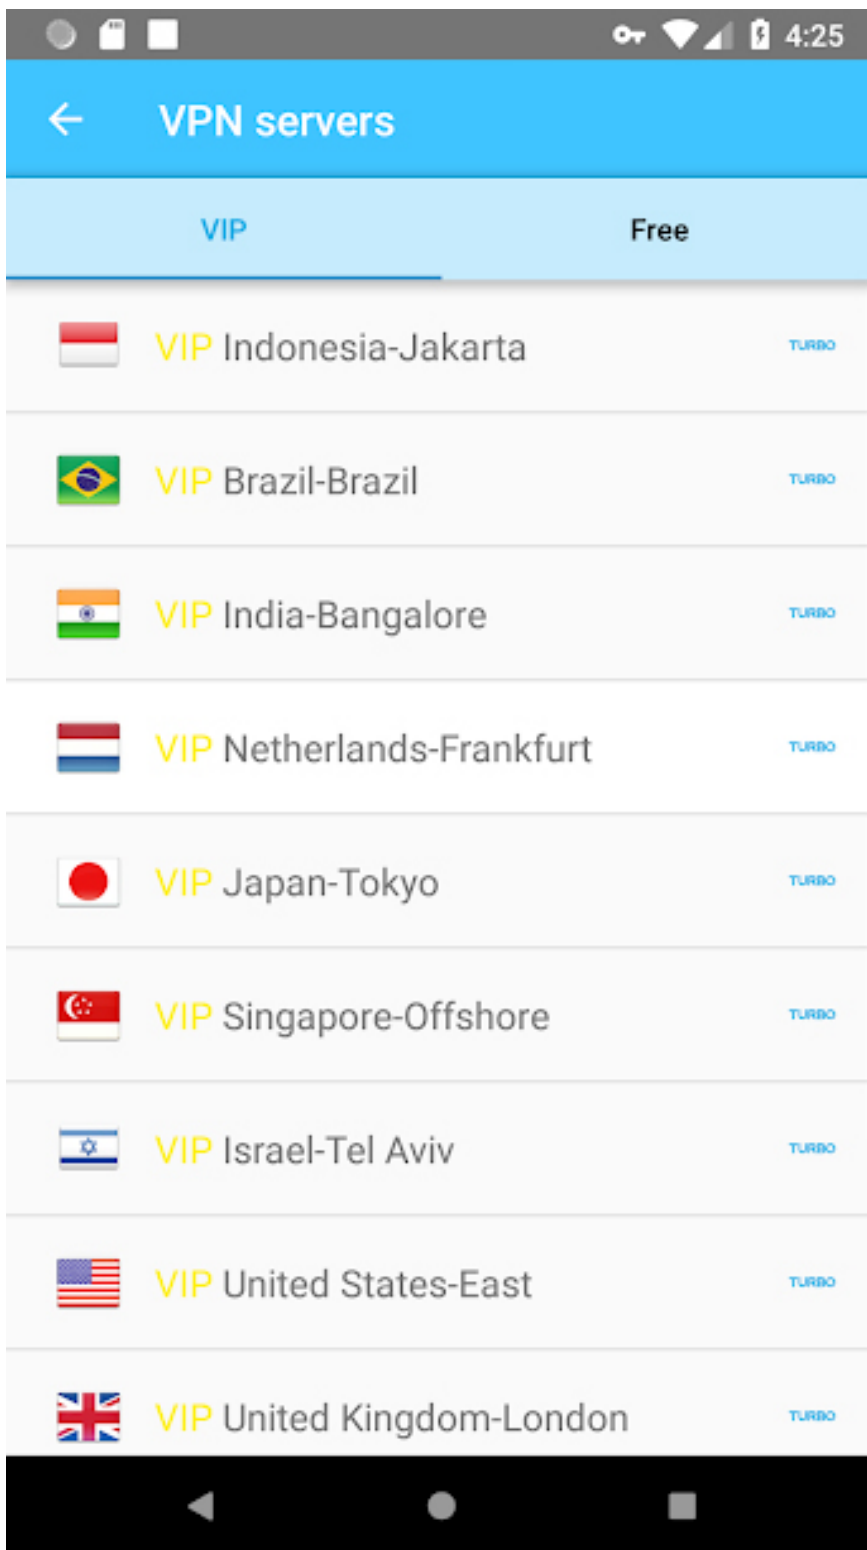 4:25
VPN servers
VIP Free
VIP Indonesia-Jakarta TURBO
VIP Brazil-Brazil TURBO
VIP India-Bangalore TURBO
VIP Netherlands-Frankfurt TURBO
VIP Japan-Tokyo TURBO
VIP Singapore-Offshore TURBO
VIP Israel-Tel Aviv TURBO
VIP United States-East TURBO
VIP United Kingdom-London TURBO